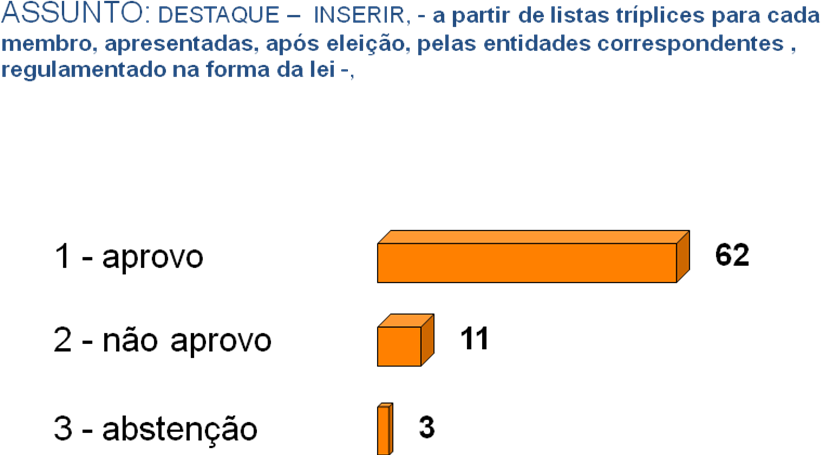 ASSUNTO: DESTAQUE – INSERIR, - a partir de listas tríplices para cada
membro, apresentadas, após eleição, pelas entidades correspondentes ,
regulamentado na forma da lei -,
1 - aprovo 62
2 - não aprovo 11
3 - abstenção 3